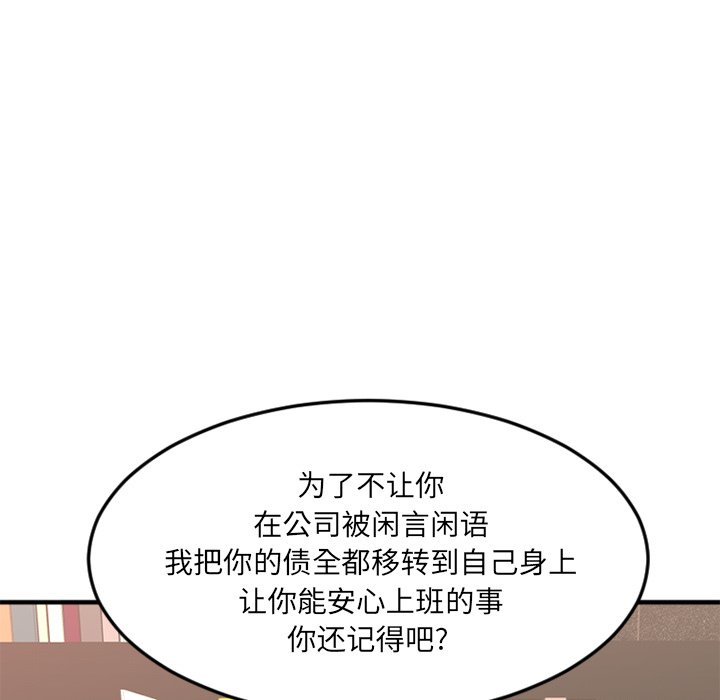 为了不让你
在公司被闲言闲语
我把你的债全都移转到自己身上
让你能安心上班的事
你还记得吧?